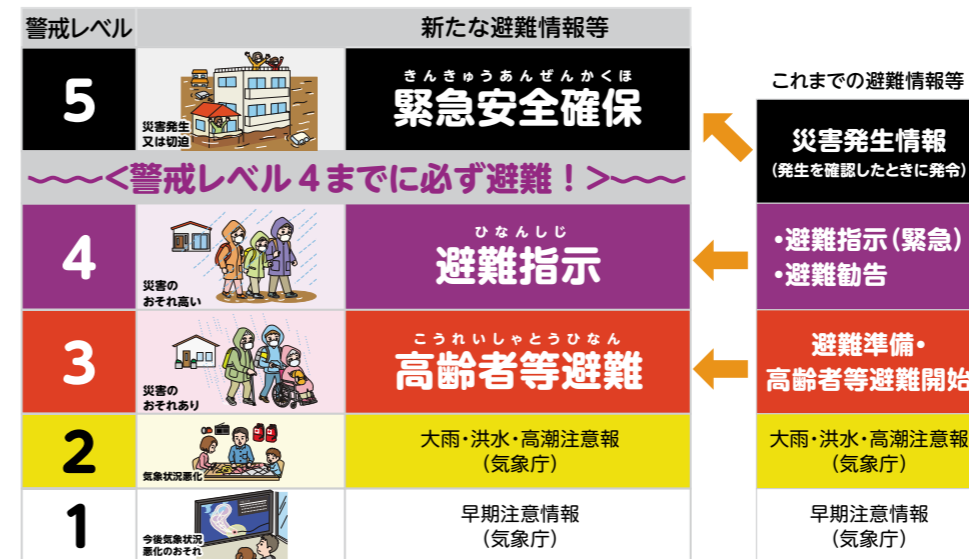 警戒レベル
新たな避難情報等
5
災害発生
又は切迫
きんきゅうあんぜんかくほ
緊急安全確保
<警戒レベル4までに必ず避難!>
4
災害の
おそれ高い
ひなんしじ
避難指示
3
災害の
おそれあり
こうれいしゃとうひなん
高齢者等避難
2
気象状況悪化
大雨・洪水・高潮注意報
(気象庁)
1
今後気象状況
悪化のおそれ
早期注意情報
(気象庁)
これまでの避難情報等
災害発生情報
(発生を確認したときに発令)
・避難指示(緊急)
・避難勧告
避難準備・
高齢者等避難開始
大雨・洪水・高潮注意報
(気象庁)
早期注意情報
(気象庁)